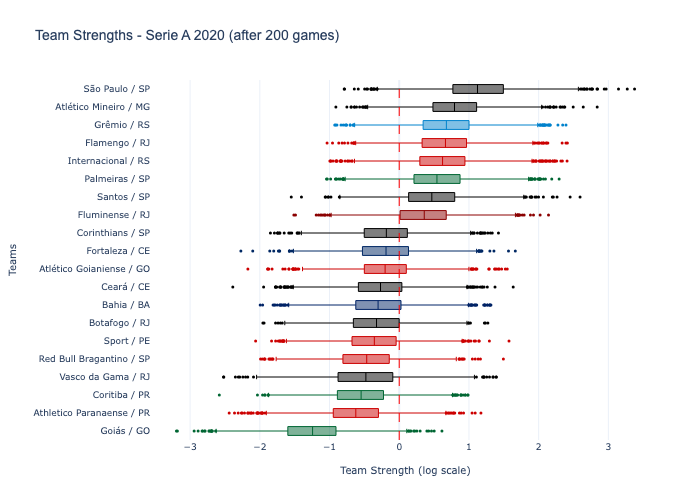 Team Strengths - Serie A 2020 (after 200 games)
São Paulo / SP
Atlético Mineiro / MG
Grêmio / RS
Flamengo / RJ
Internacional / RS
Palmeiras / SP
Santos / SP
Fluminense / RJ
Corinthians / SP
Fortaleza / CE
Atlético Goianiense / GO
Ceará / CE
Bahia / BA
Botafogo / RJ
Sport / PE
Red Bull Bragantino / SP
Vasco da Gama / RJ
Coritiba / PR
Athletico Paranaense / PR
Goiás / GO
Teams
−3 −2 −1 0 1 2 3
Team Strength (log scale)